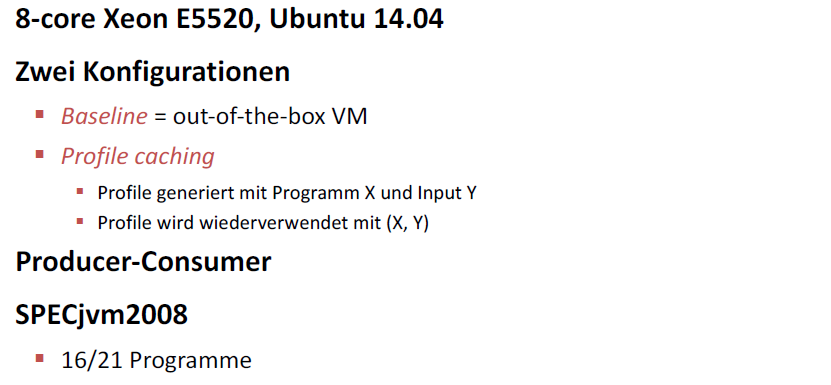 8-core Xeon E5520, Ubuntu 14.04
Zwei Konfigurationen
▪ Baseline = out-of-the-box VM
▪ Profile caching
▪ Profile generiert mit Programm X und Input Y
▪ Profile wird wiederverwendet mit (X, Y)
Producer-Consumer
SPECjvm2008
▪ 16/21 Programme